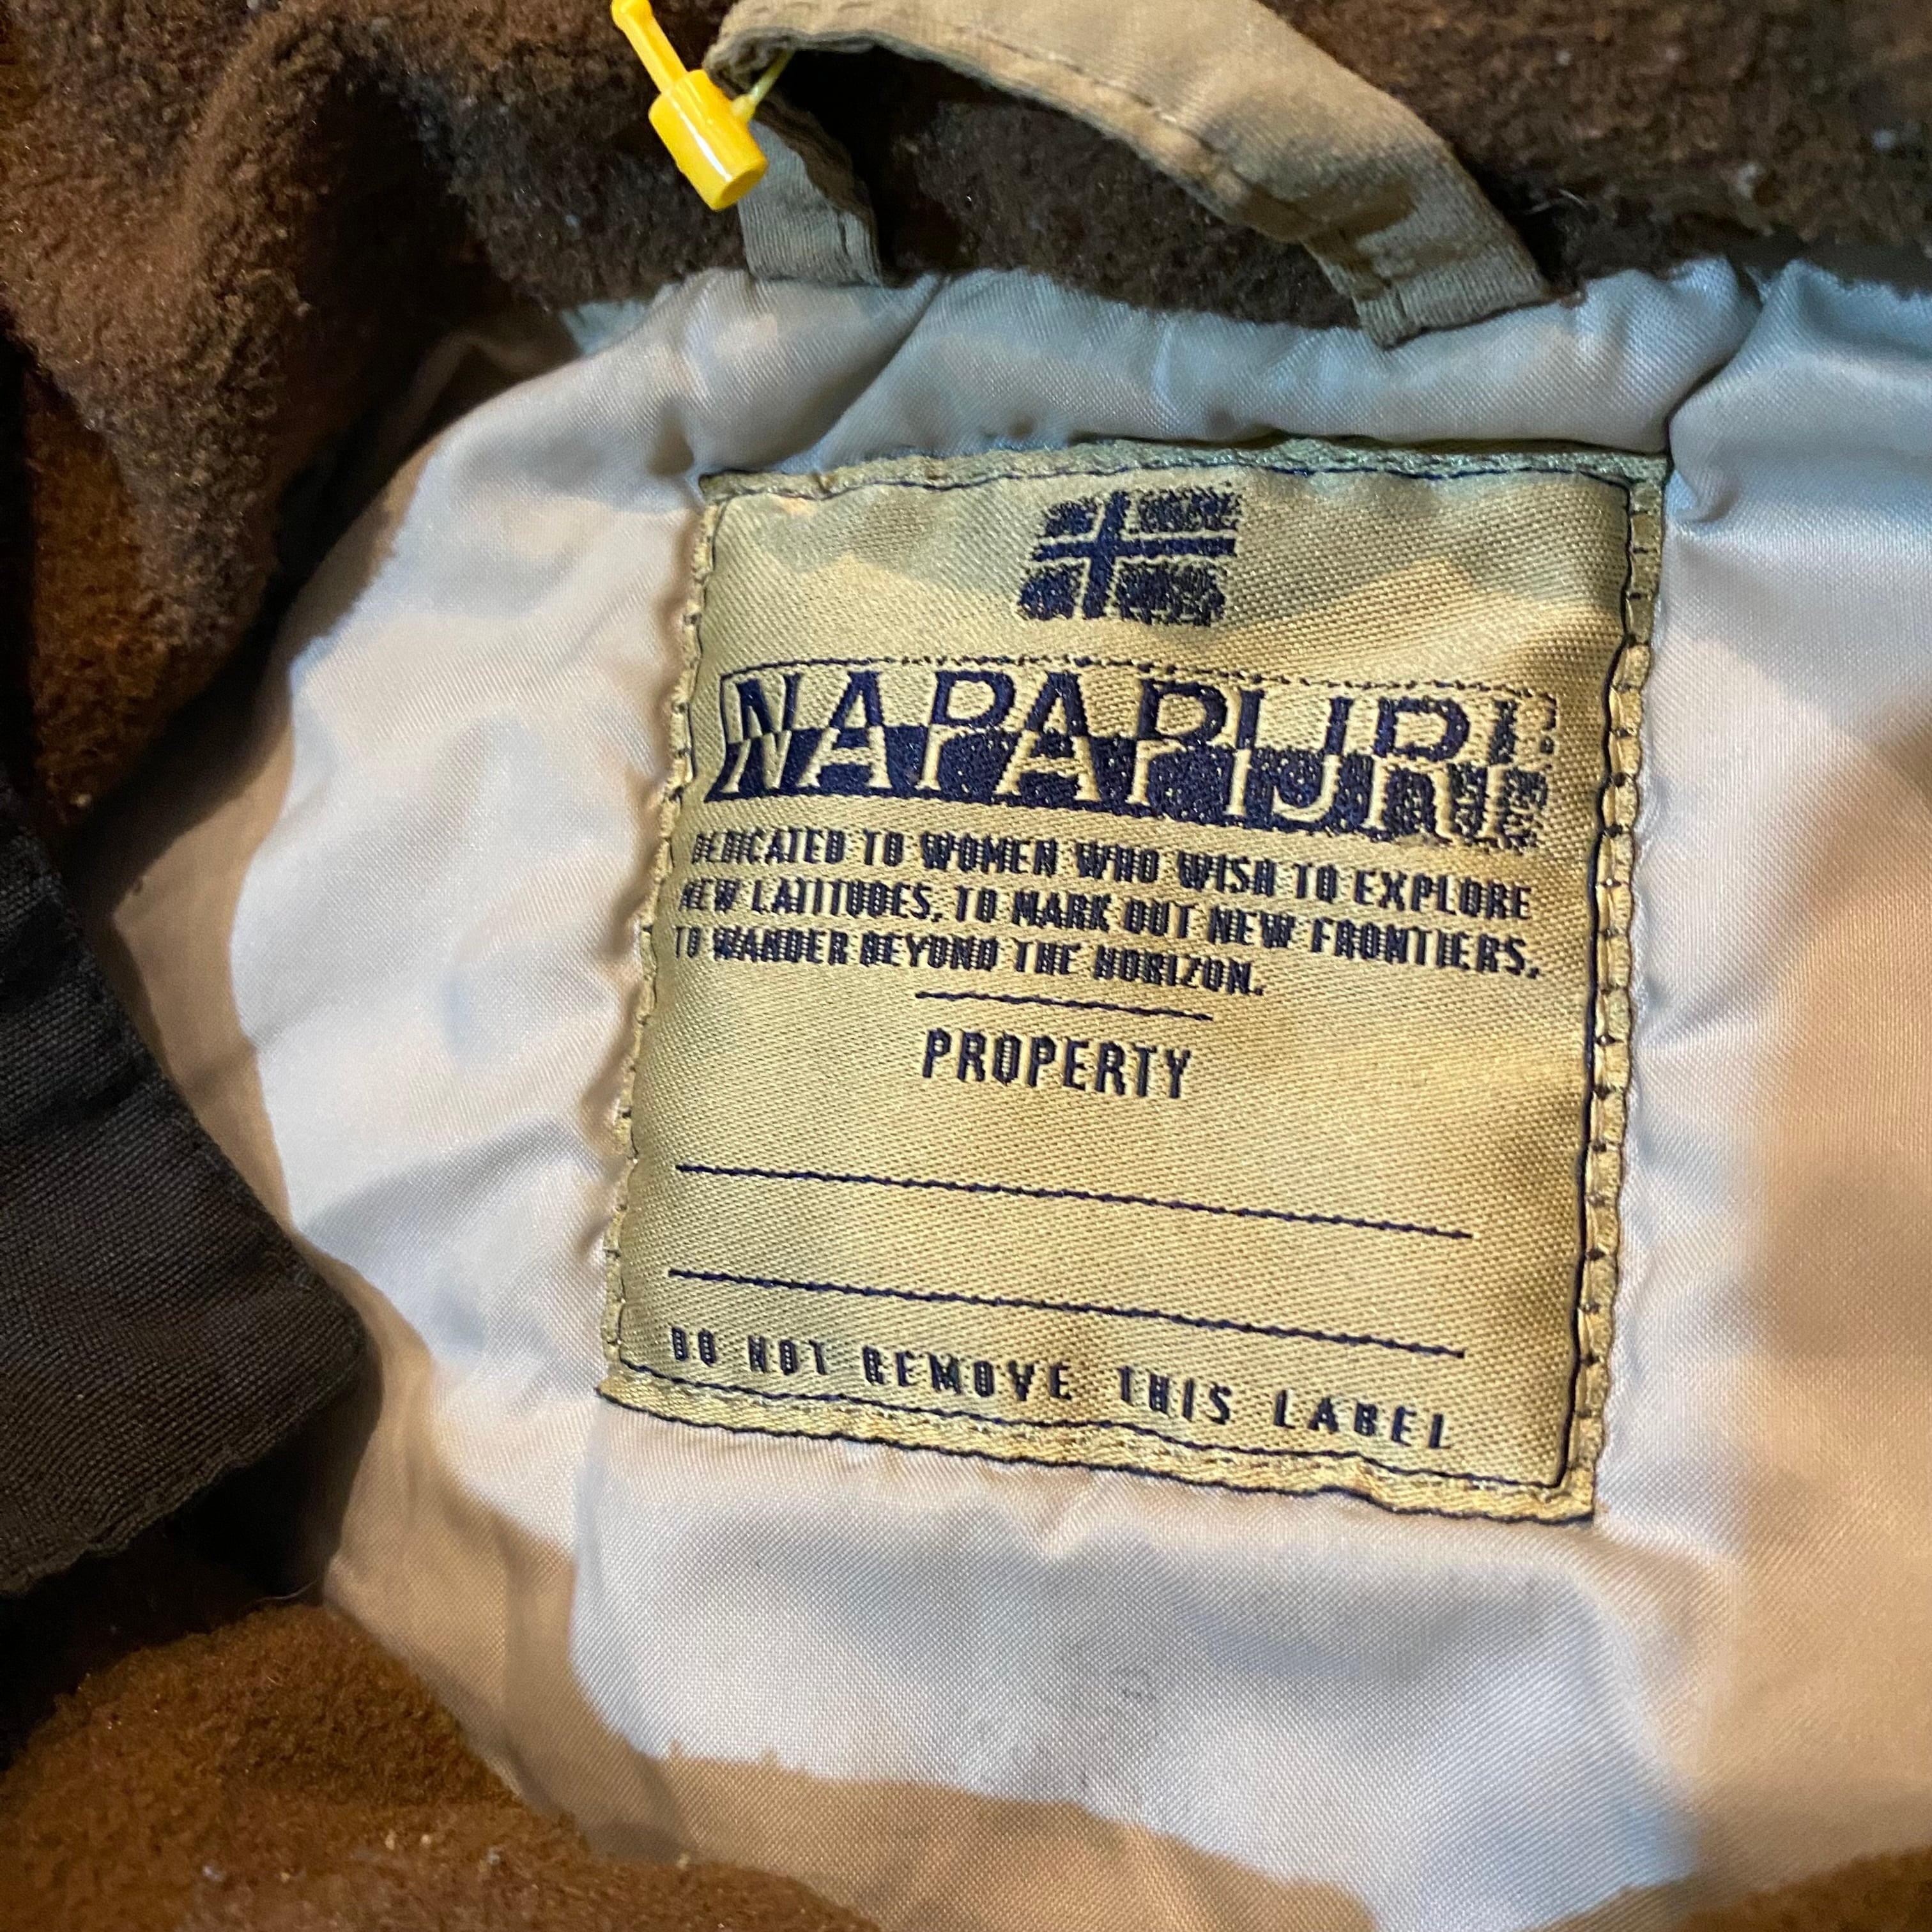 NAPAPIJRI
DEDICATED TO WOMEN WHO WISH TO EXPLORE
NEW LATITUDES, TO MARK OUT NEW FRONTIERS,
TO WANDER BEYOND THE HORIZON.
PROPERTY
DO NOT REMOVE THIS LABEL